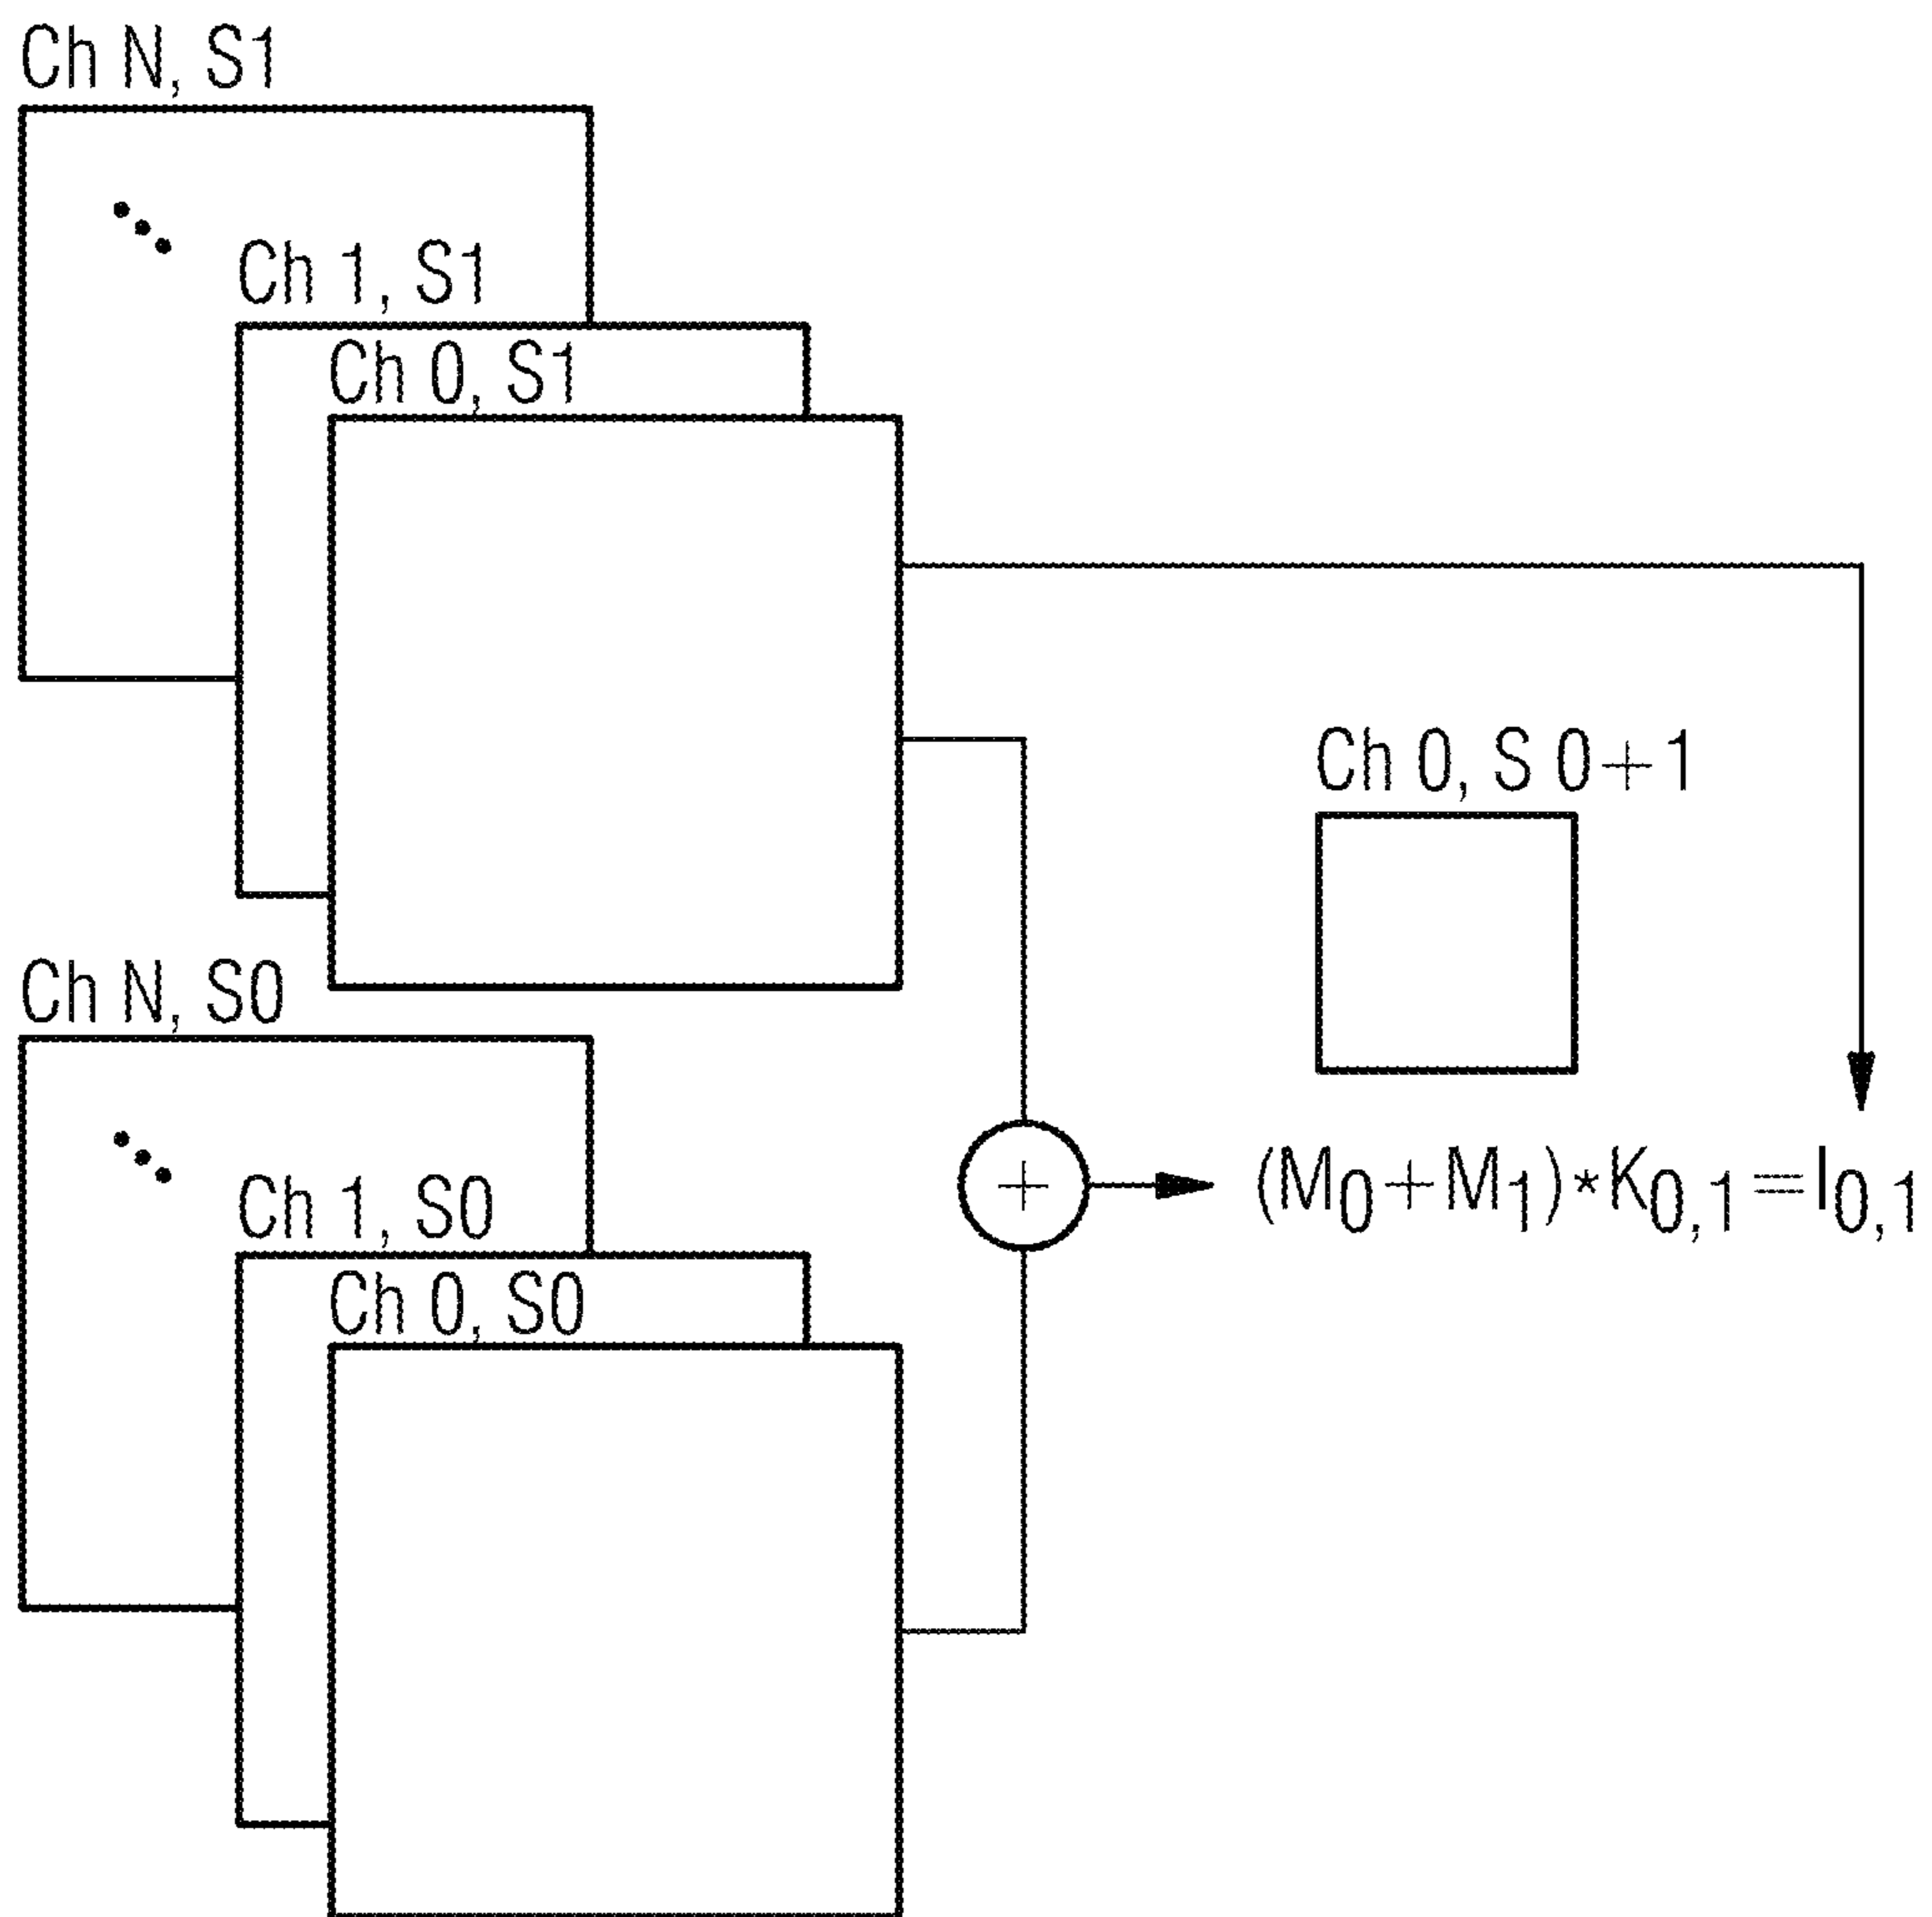 Ch N, S1
Ch 1, S1
Ch 0, S1
Ch 0, S 0+1
Ch N, S0
(M0+M1)*K0,1=I0,1
Ch 1, S0
Ch 0, S0